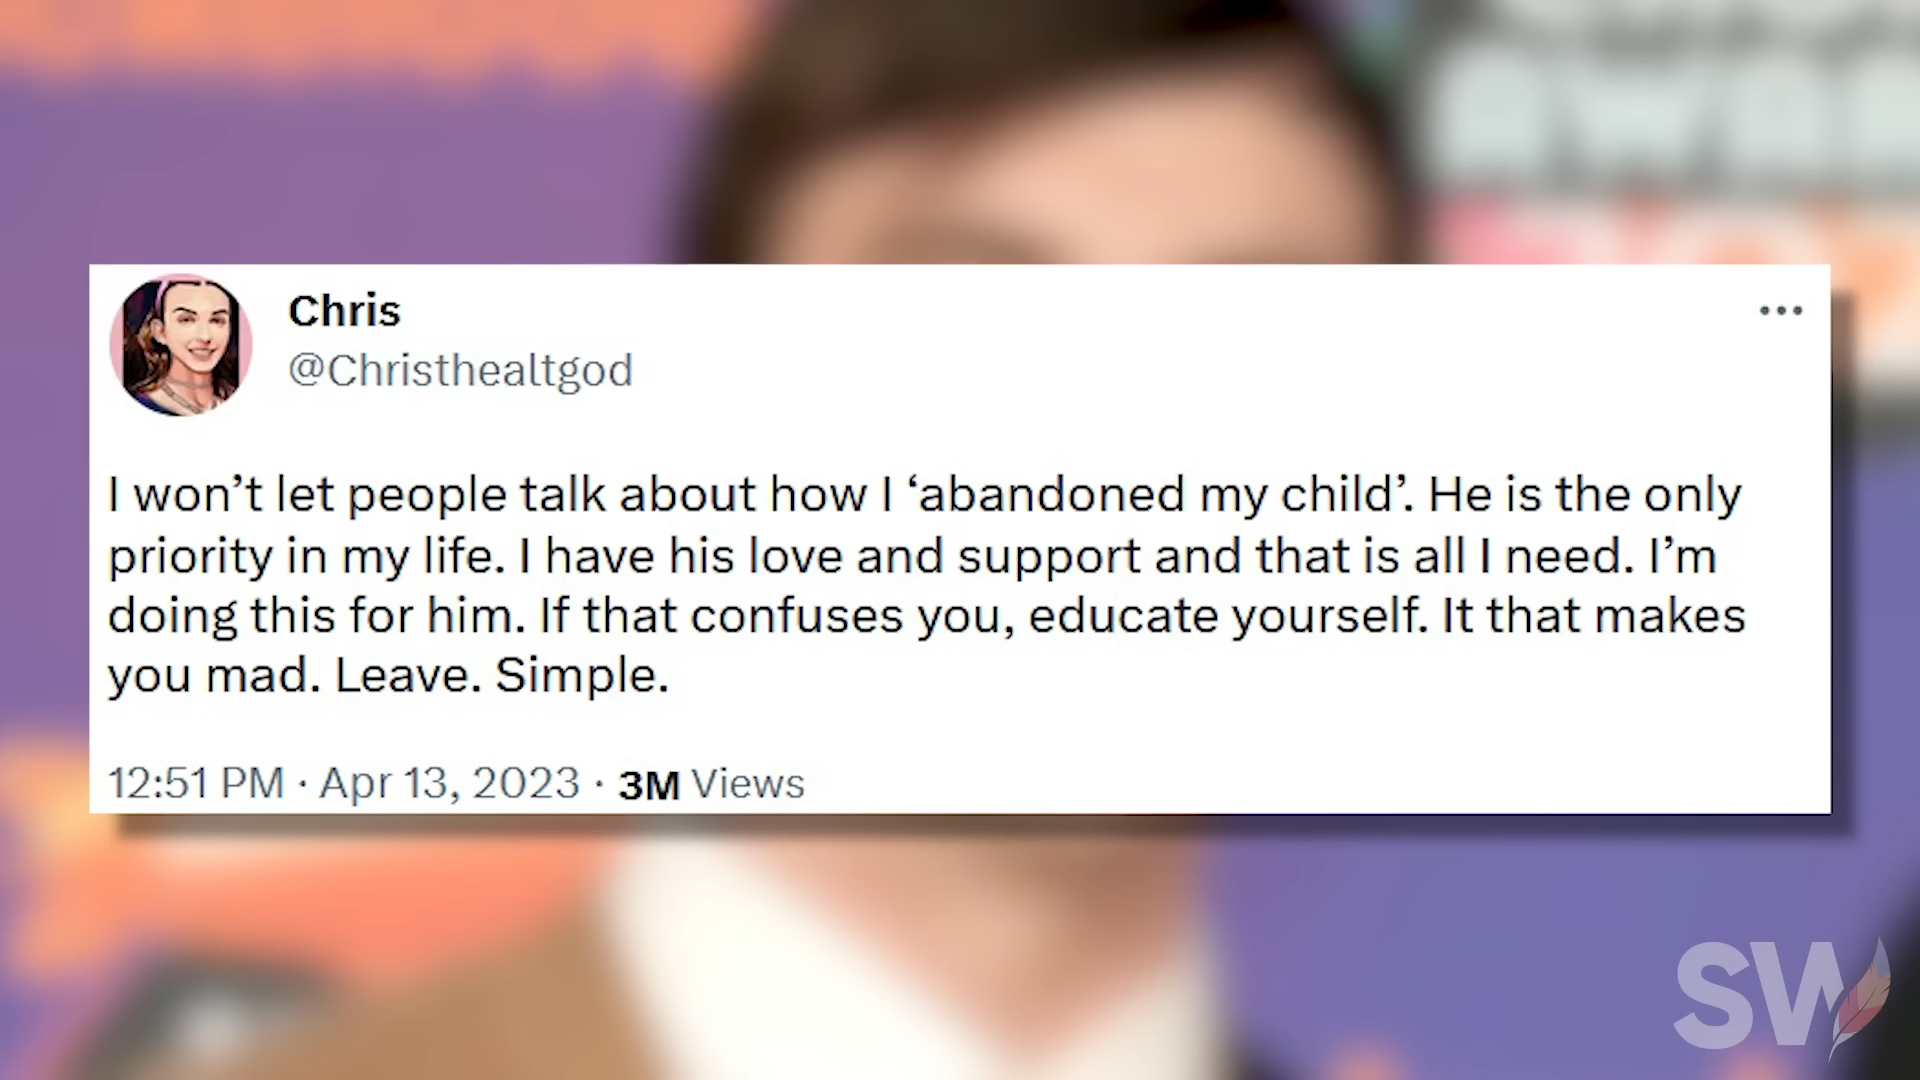 Chris
@Christhealtgod
I won’t let people talk about how I ‘abandoned my child’. He is the only
priority in my life. I have his love and support and that is all I need. I’m
doing this for him. If that confuses you, educate yourself. It that makes
you mad. Leave. Simple.
12:51 PM · Apr 13, 2023 · 3M Views
SW